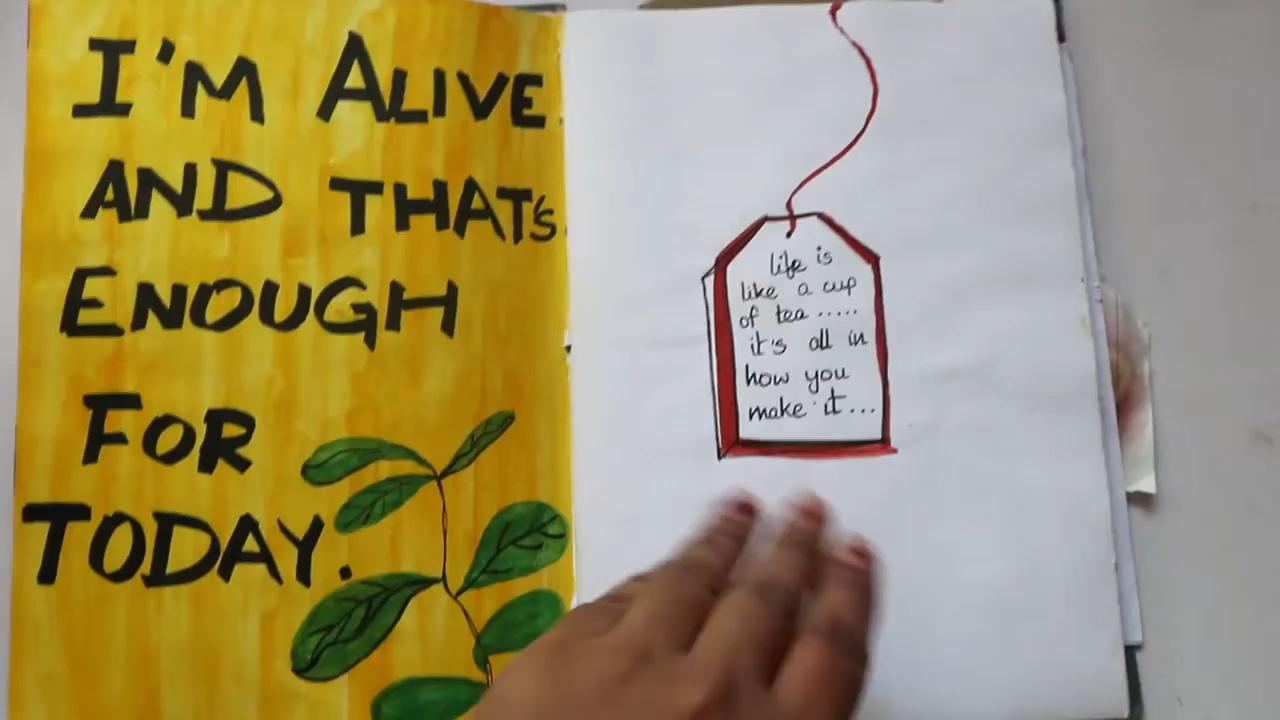 I'M ALIVE
AND THAT'S
ENOUGH
FOR
TODAY.
life is
like a cup
of tea .....
it's all in
how you
make it...